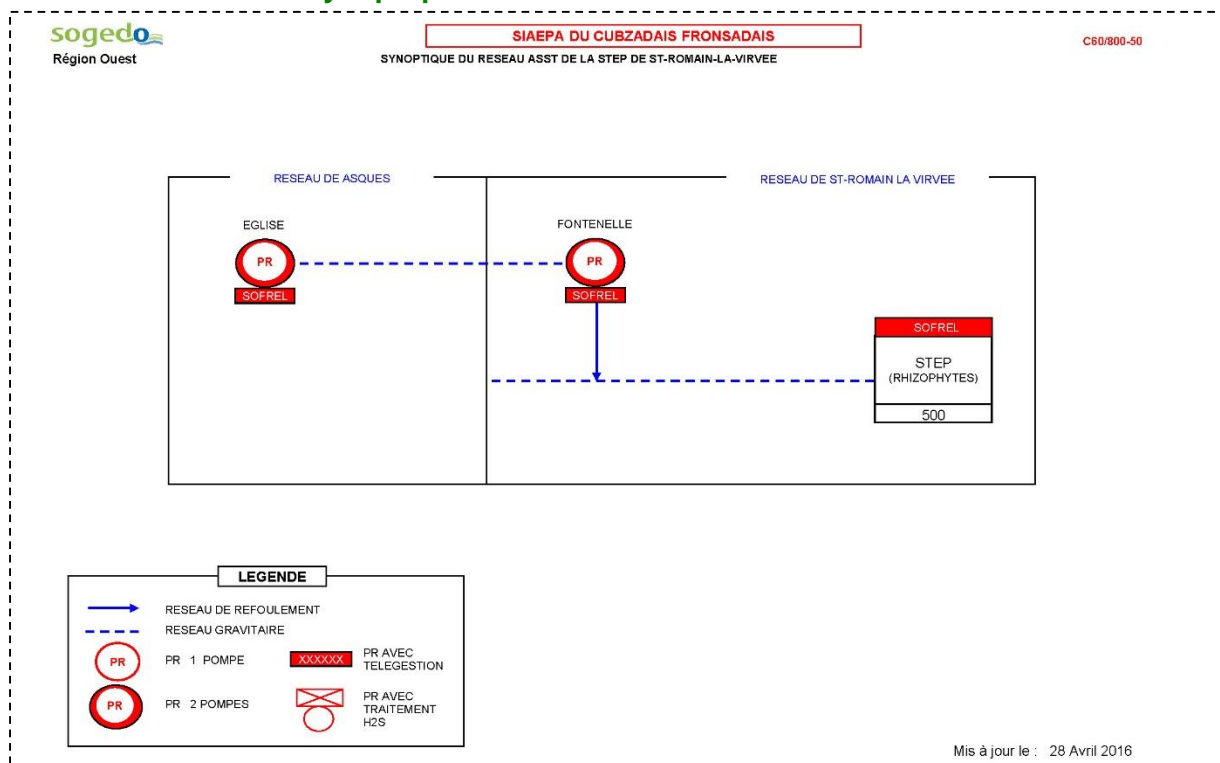 sogedo
Région Ouest
SIAEPA DU CUBZADAIS FRONSADAIS
C60/800-50
SYNOPTIQUE DU RESEAU ASST DE LA STEP DE ST-ROMAIN-LA-VIRVEE
RESEAU DE ASQUES
RESEAU DE ST-ROMAIN LA VIRVEE
EGLISE
FONTENELLE
PR
PR
SOFREL
SOFREL
SOFREL
STEP
(RHIZOPHYTES)
500
LEGENDE
RESEAU DE REFOULEMENT
RESEAU GRAVITAIRE
PR
PR 1 POMPE
XXXXXX
PR AVEC
TELEGESTION
PR
PR 2 POMPES
PR AVEC
TRAITEMENT
H2S
Mis à jour le : 28 Avril 2016